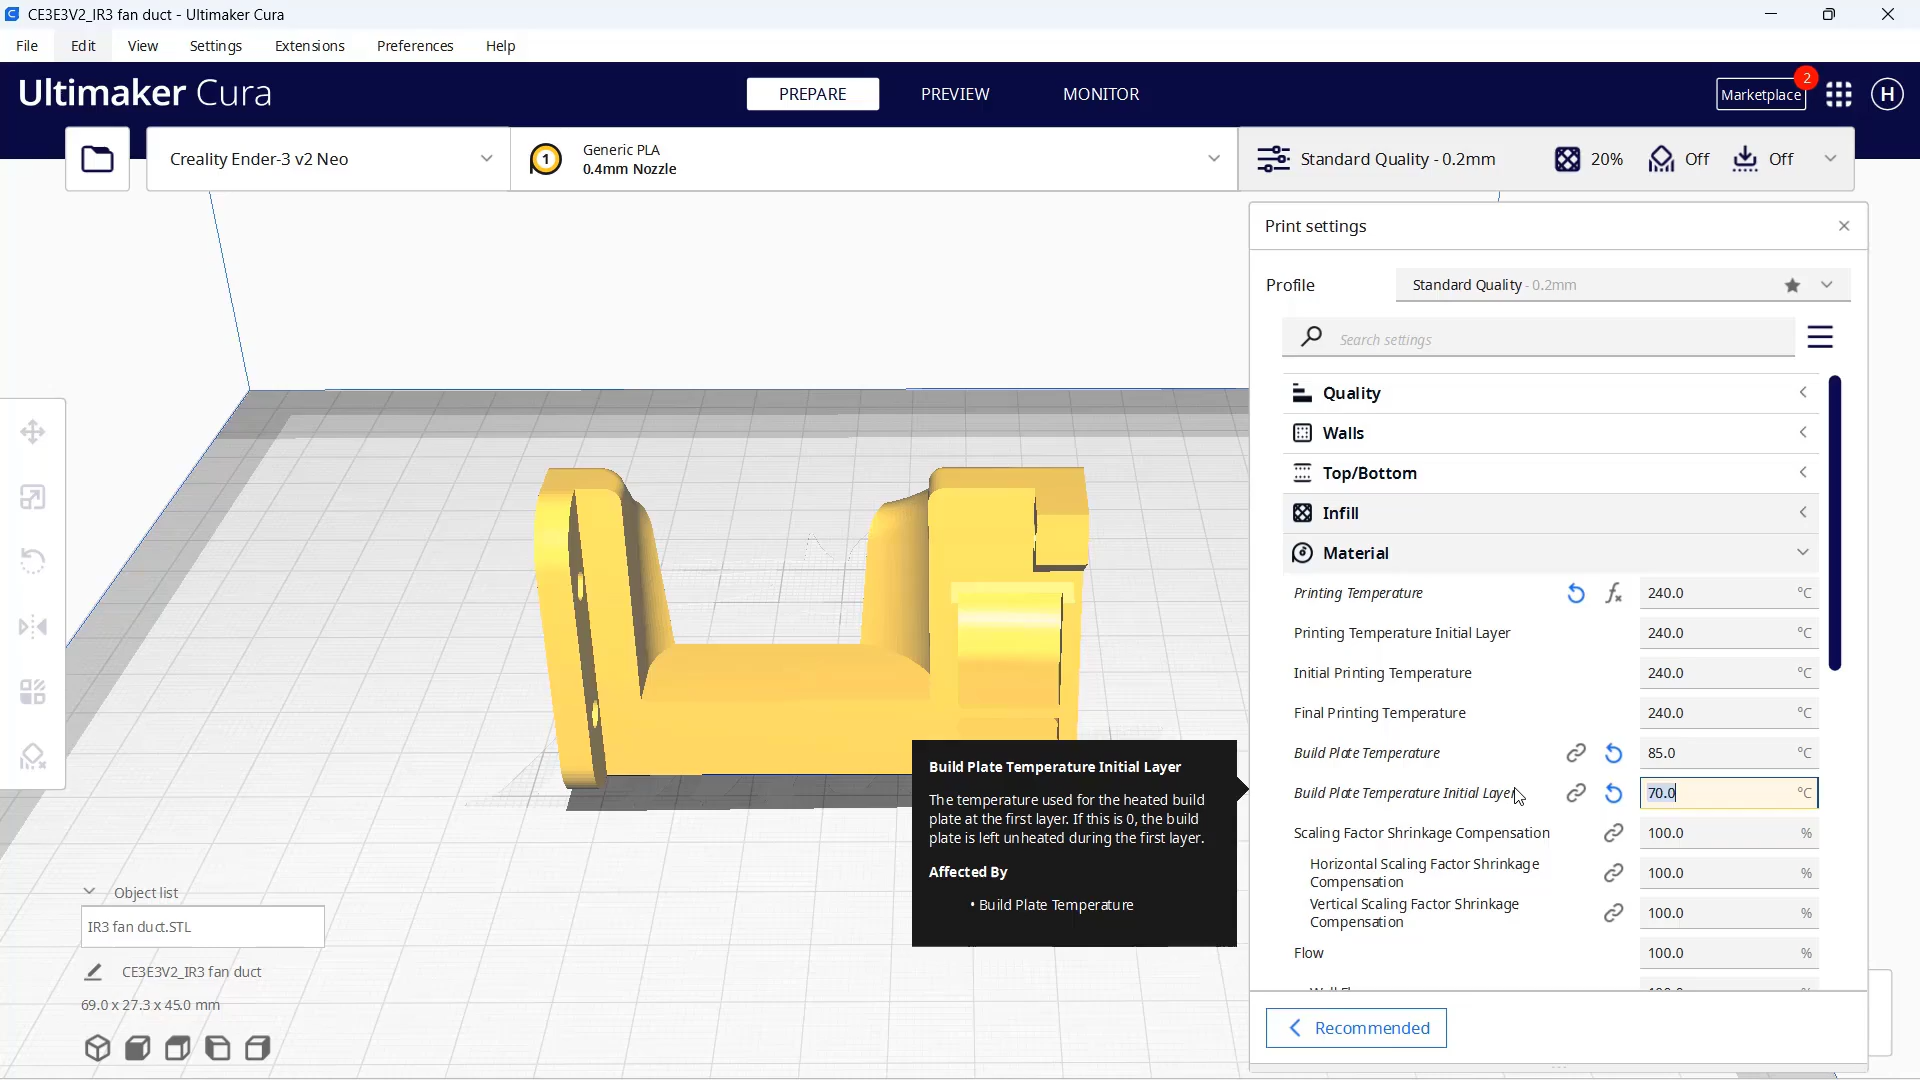 CE3E3V2_IR3 fan duct - Ultimaker Cura
File Edit View Settings Extensions Preferences Help
Ultimaker Cura
PREPARE PREVIEW MONITOR
Marketplace 2 H
Creality Ender-3 v2 Neo
1 Generic PLA
0.4mm Nozzle
Standard Quality - 0.2mm 20% Off Off
Print settings
Profile Standard Quality - 0.2mm
Search settings
Quality
Walls
Top/Bottom
Infill
Material
Printing Temperature 240.0 °C
Printing Temperature Initial Layer 240.0 °C
Initial Printing Temperature 240.0 °C
Final Printing Temperature 240.0 °C
Build Plate Temperature 85.0 °C
Build Plate Temperature Initial Layer 70.0 °C
Scaling Factor Shrinkage Compensation 100.0 %
Horizontal Scaling Factor Shrinkage
Compensation 100.0 %
Vertical Scaling Factor Shrinkage
Compensation 100.0 %
Flow 100.0 %
Recommended
Build Plate Temperature Initial Layer
The temperature used for the heated build
plate at the first layer. If this is 0, the build
plate is left unheated during the first layer.
Affected By
• Build Plate Temperature
Object list
IR3 fan duct.STL
CE3E3V2_IR3 fan duct
69.0 x 27.3 x 45.0 mm